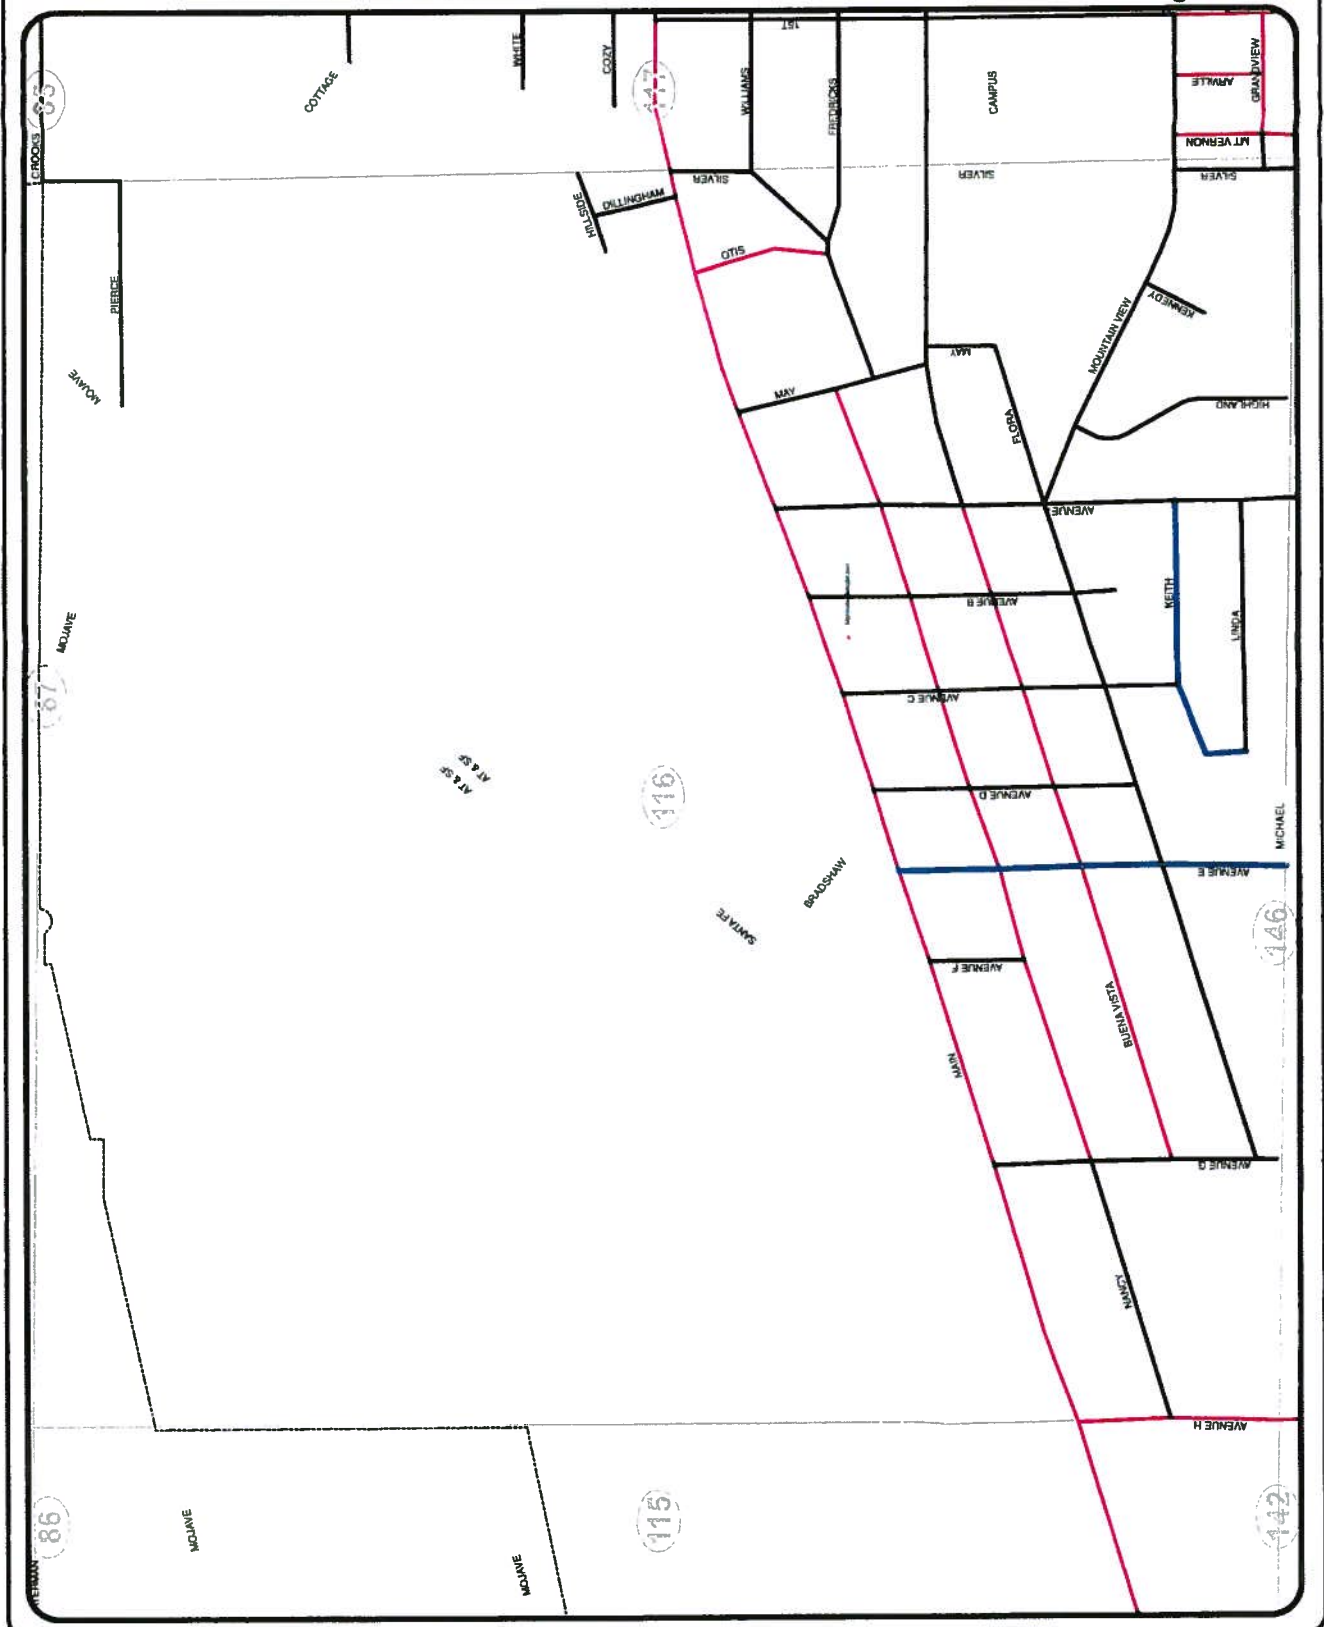 1ST
WHITE
COZY
WILLIAMS
FREDRICKS
CAMPUS
ARVILLE
GRANDVIEW
COTTAGE
83
117
CROOKS
MT VERNON
SILVER
SILVER
SILVER
HILLSIDE
DILLINGHAM
OTIS
PIERCE
KENNEDY
MOUNTAIN VIEW
MAY
MOJAVE
MAY
HIGHLAND
FLORA
AVENUE
AVENUE B
KEITH
LINDA
MOJAVE
87
AVENUE C
AT & SF
AT & SF
116
AVENUE D
MICHAEL
BRADSHAW
AVENUE E
SANTA FE
146
AVENUE F
BUENA VISTA
MAIN
AVENUE G
NANCY
AVENUE H
86
MOJAVE
115
142
MOJAVE